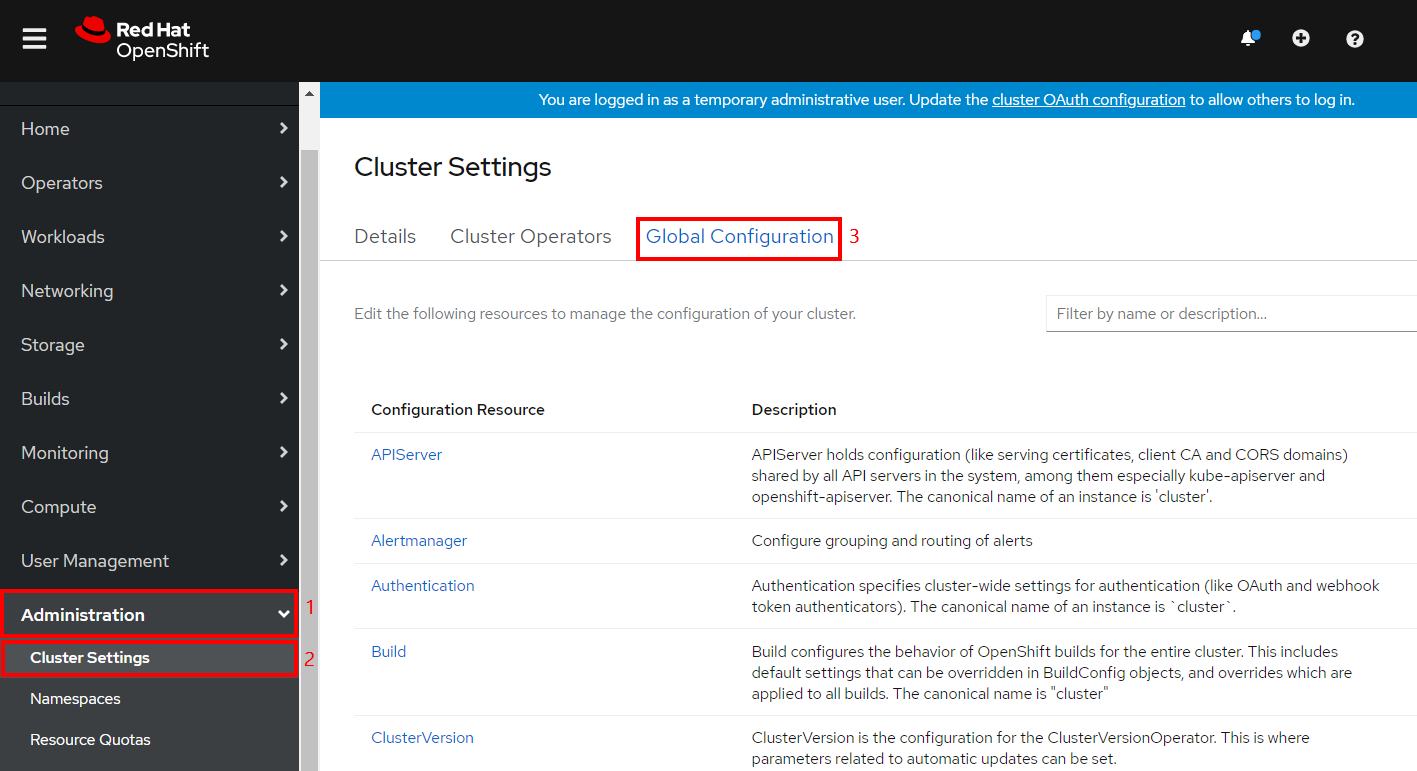 Red Hat
OpenShift
You are logged in as a temporary administrative user. Update the cluster OAuth configuration to allow others to log in.
Home
Operators
Workloads
Networking
Storage
Builds
Monitoring
Compute
User Management
Administration 1
Cluster Settings 2
Namespaces
Resource Quotas
Cluster Settings
Details Cluster Operators Global Configuration 3
Edit the following resources to manage the configuration of your cluster.
Filter by name or description...
Configuration Resource Description
APIServer APIServer holds configuration (like serving certificates, client CA and CORS domains)
shared by all API servers in the system, among them especially kube-apiserver and
openshift-apiserver. The canonical name of an instance is 'cluster'.
Alertmanager Configure grouping and routing of alerts
Authentication Authentication specifies cluster-wide settings for authentication (like OAuth and webhook
token authenticators). The canonical name of an instance is `cluster`.
Build Build configures the behavior of OpenShift builds for the entire cluster. This includes
default settings that can be overridden in BuildConfig objects, and overrides which are
applied to all builds. The canonical name is "cluster"
ClusterVersion ClusterVersion is the configuration for the ClusterVersionOperator. This is where
parameters related to automatic updates can be set.